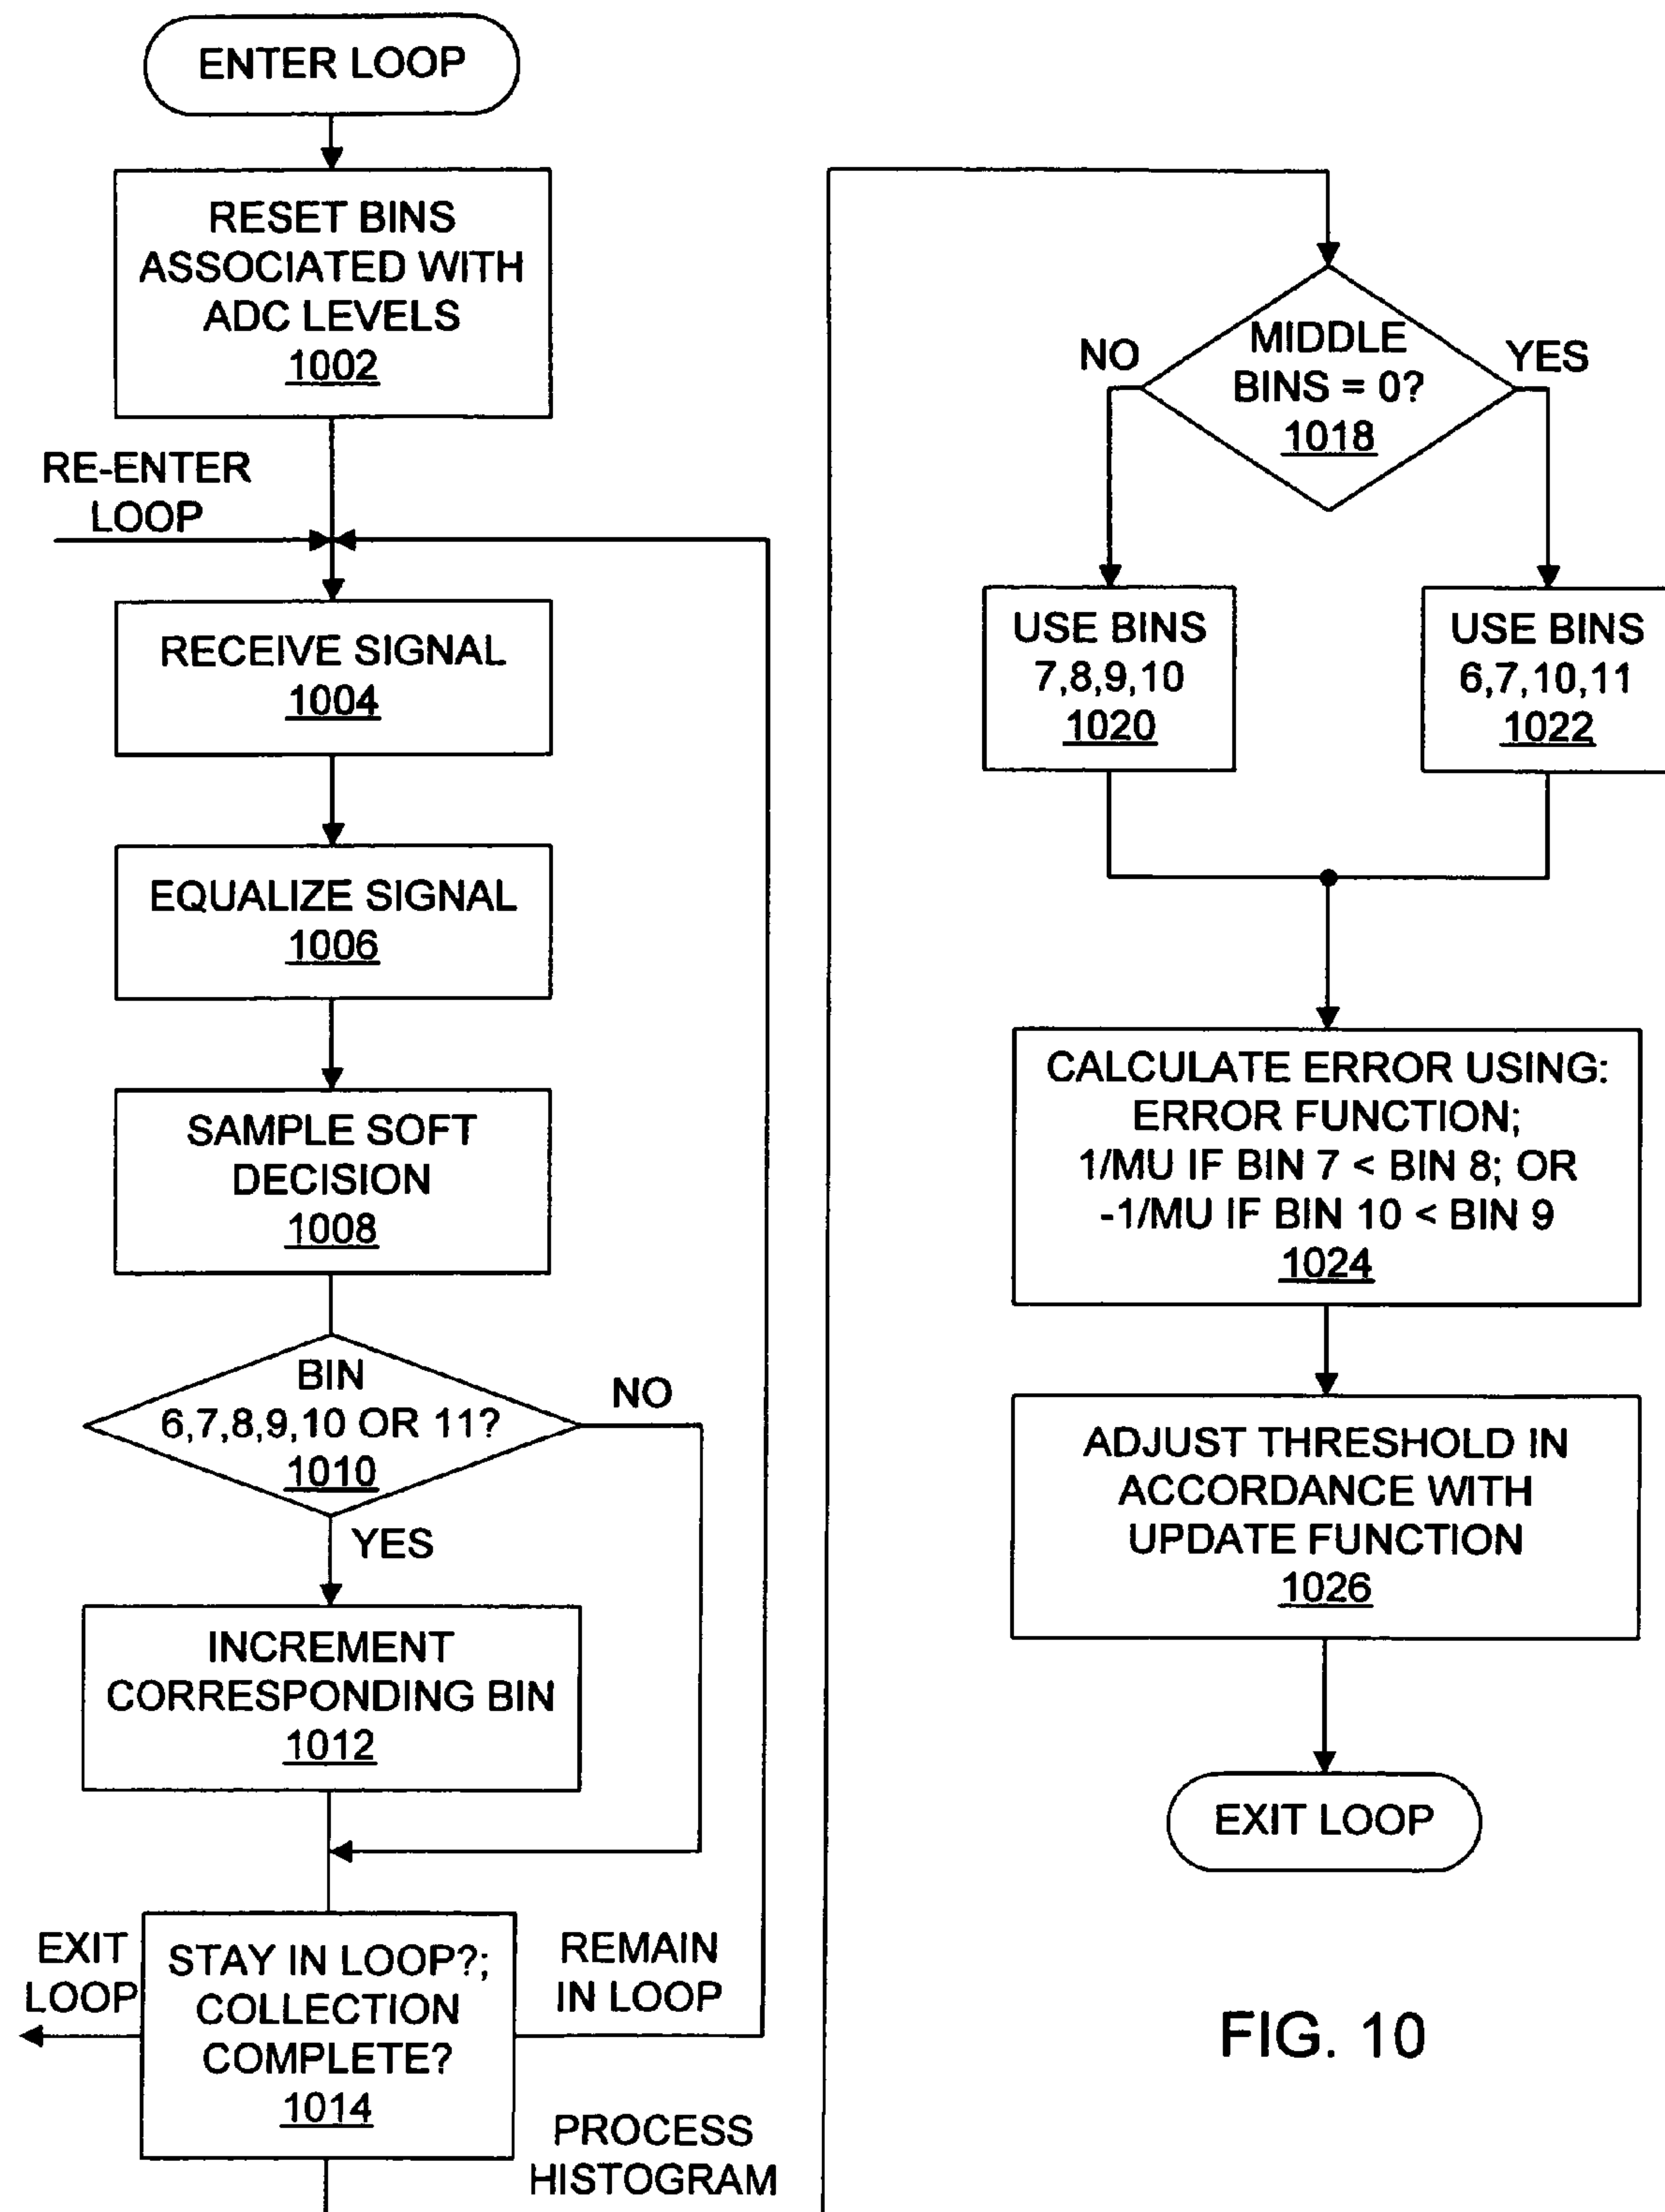 ENTER LOOP
RESET BINS
ASSOCIATED WITH
ADC LEVELS
1002
RE-ENTER
LOOP
RECEIVE SIGNAL
1004
EQUALIZE SIGNAL
1006
SAMPLE SOFT
DECISION
1008
BIN
6,7,8,9,10 OR 11?
1010
NO
YES
INCREMENT
CORRESPONDING BIN
1012
EXIT
LOOP
STAY IN LOOP?;
COLLECTION
COMPLETE?
1014
REMAIN
IN LOOP
PROCESS
HISTOGRAM
MIDDLE
BINS = 0?
1018
NO
YES
USE BINS
7,8,9,10
1020
USE BINS
6,7,10,11
1022
CALCULATE ERROR USING:
ERROR FUNCTION;
1/MU IF BIN 7 < BIN 8; OR
-1/MU IF BIN 10 < BIN 9
1024
ADJUST THRESHOLD IN
ACCORDANCE WITH
UPDATE FUNCTION
1026
EXIT LOOP
FIG. 10